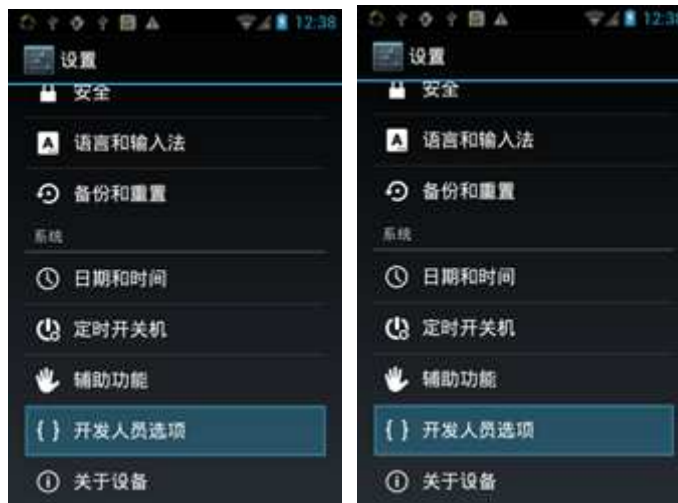 12:38
设置
安全
语言和输入法
备份和重置
系统
日期和时间
定时开关机
辅助功能
开发人员选项
关于设备
12:38
设置
安全
语言和输入法
备份和重置
系统
日期和时间
定时开关机
辅助功能
开发人员选项
关于设备